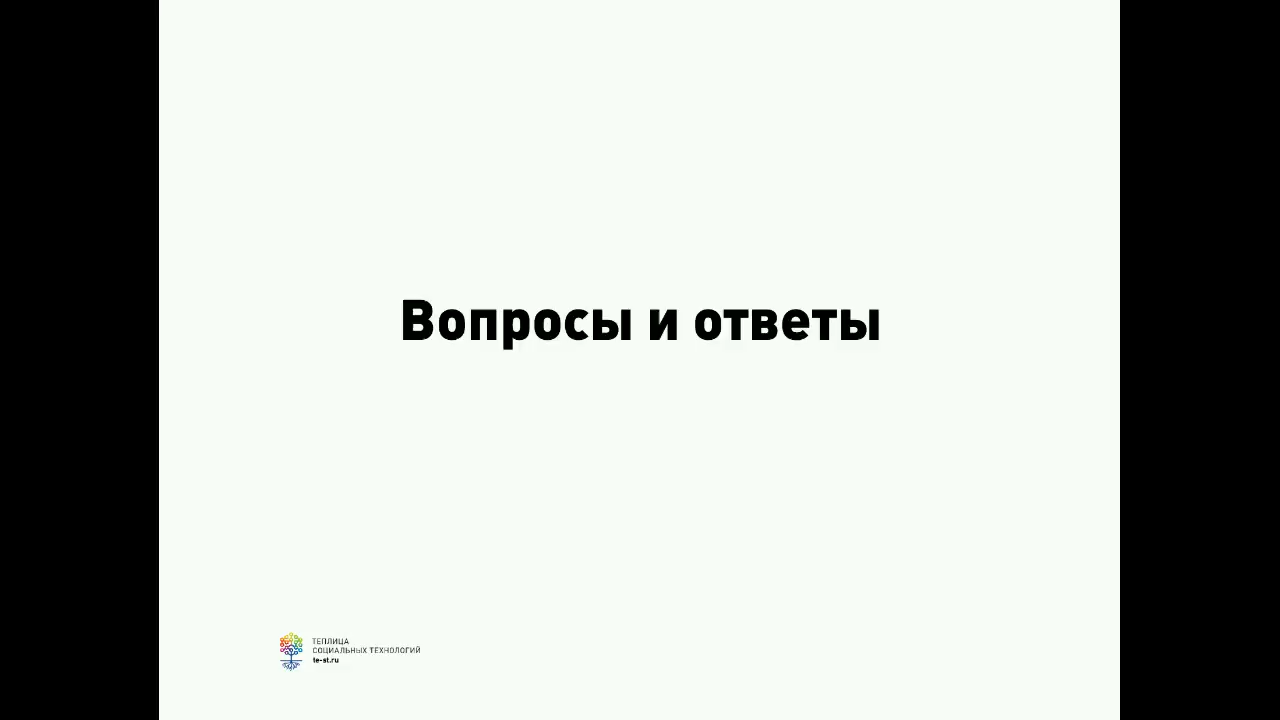 Вопросы и ответы
ТЕПЛИЦА
СОЦИАЛЬНЫХ ТЕХНОЛОГИЙ
te-st.ru